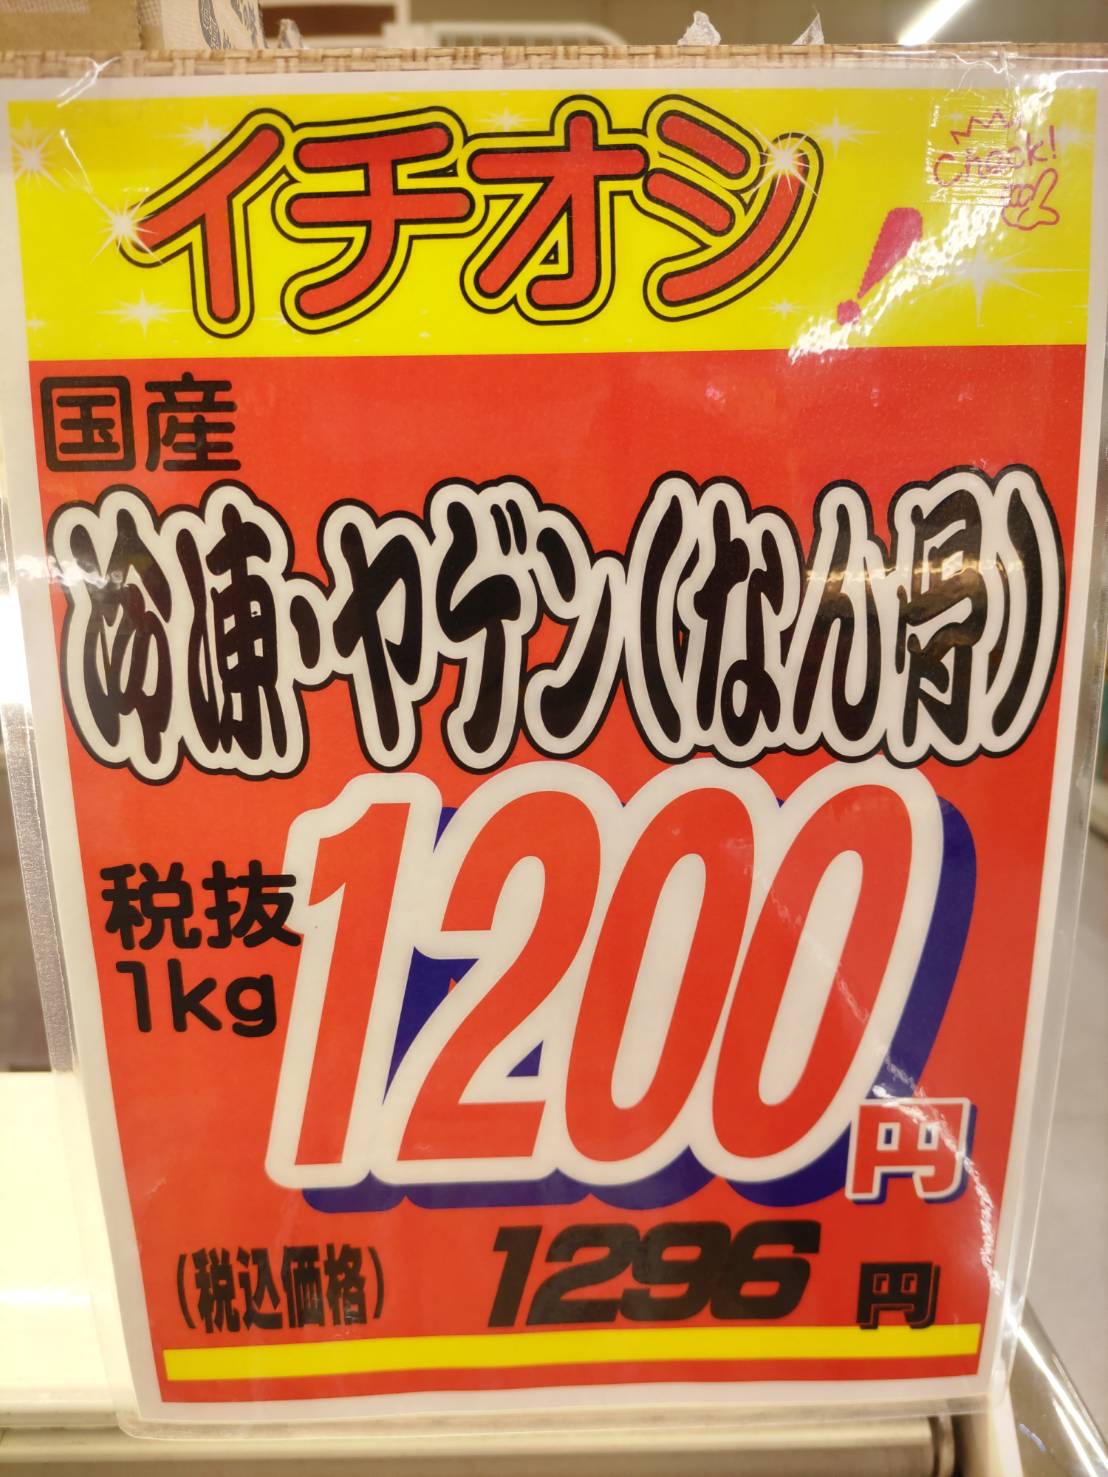 イチオシ!
Check!
国産
冷凍・ヤゲン(なん骨)
税抜
1kg
1200円
(税込価格) 1296円